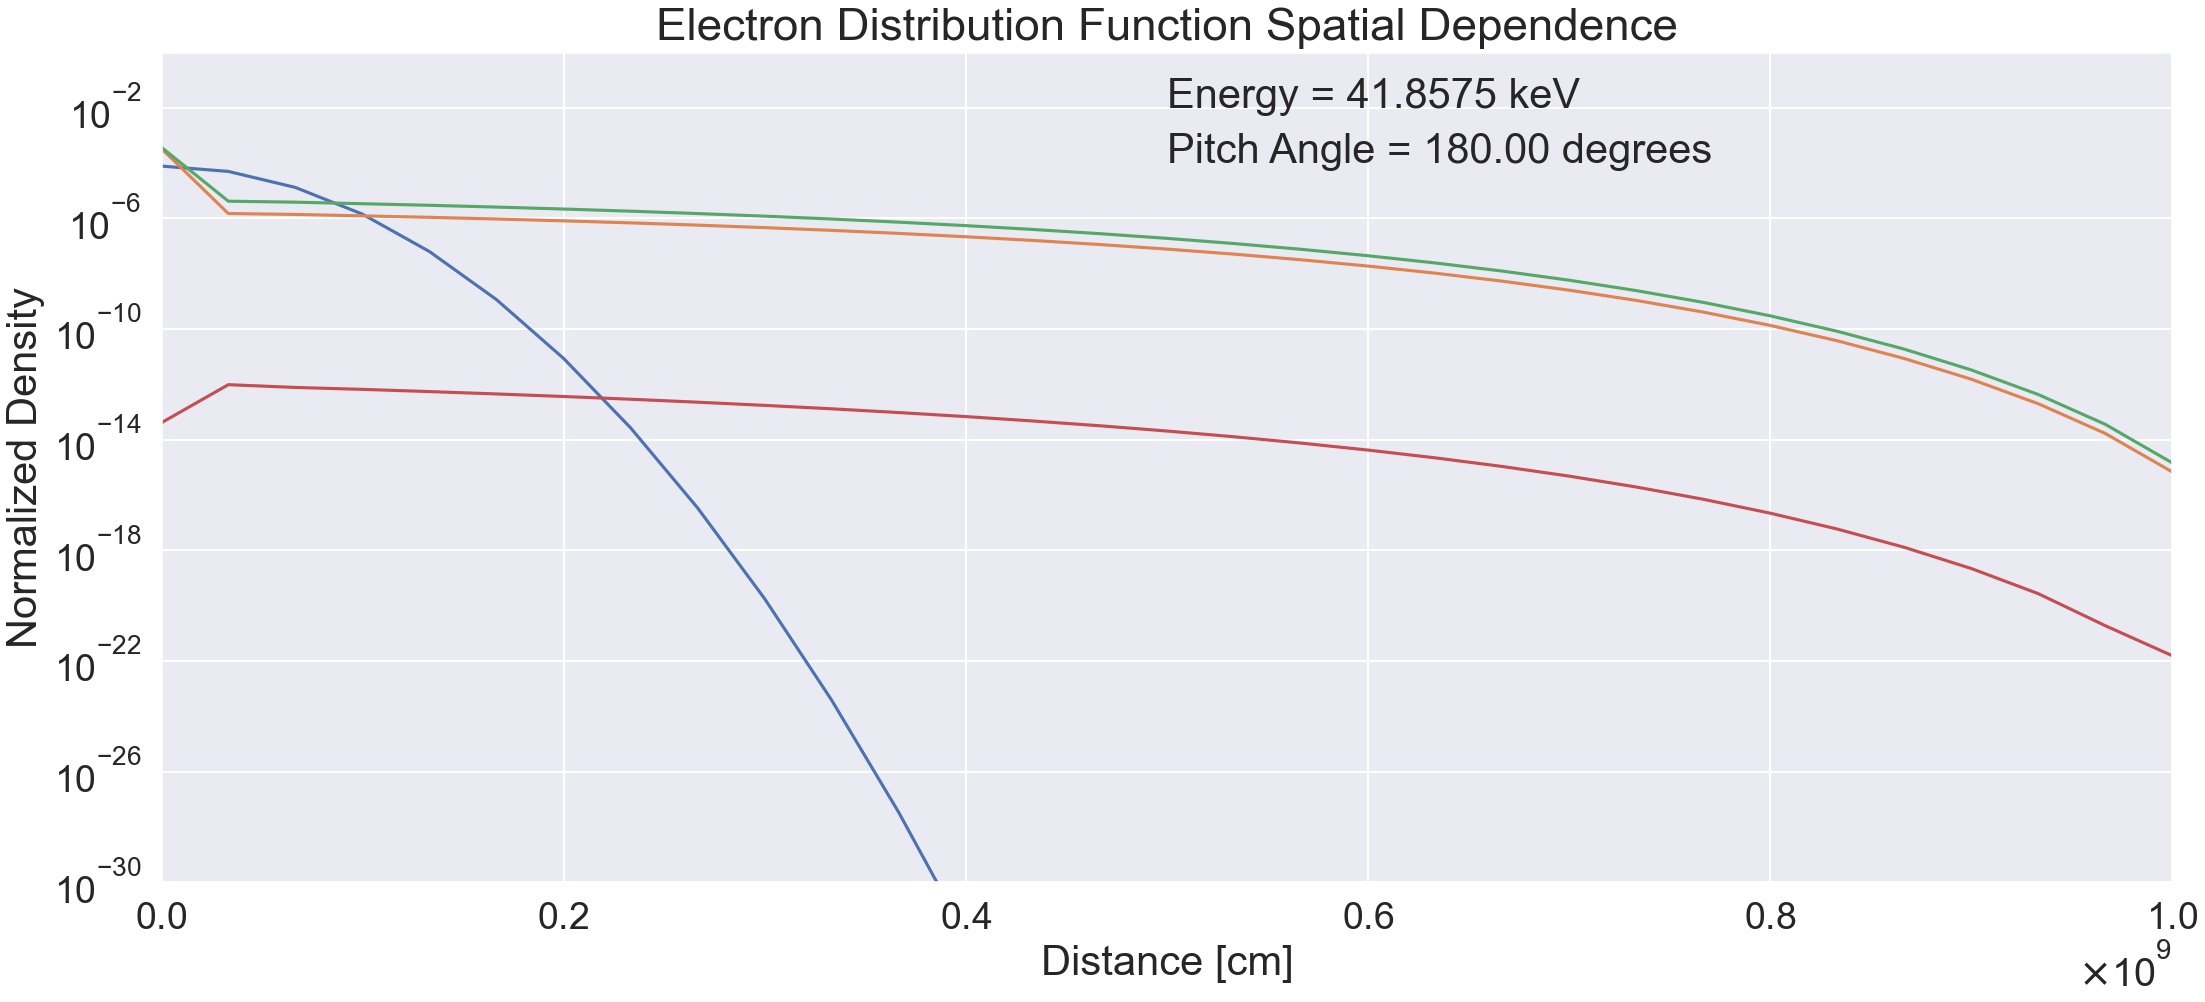 Electron Distribution Function Spatial Dependence
Energy = 41.8575 keV
Pitch Angle = 180.00 degrees
Normalized Density
10⁻²
10⁻⁶
10⁻¹⁰
10⁻¹⁴
10⁻¹⁸
10⁻²²
10⁻²⁶
10⁻³⁰
0.0 0.2 0.4 0.6 0.8 1.0
Distance [cm]
×10⁹